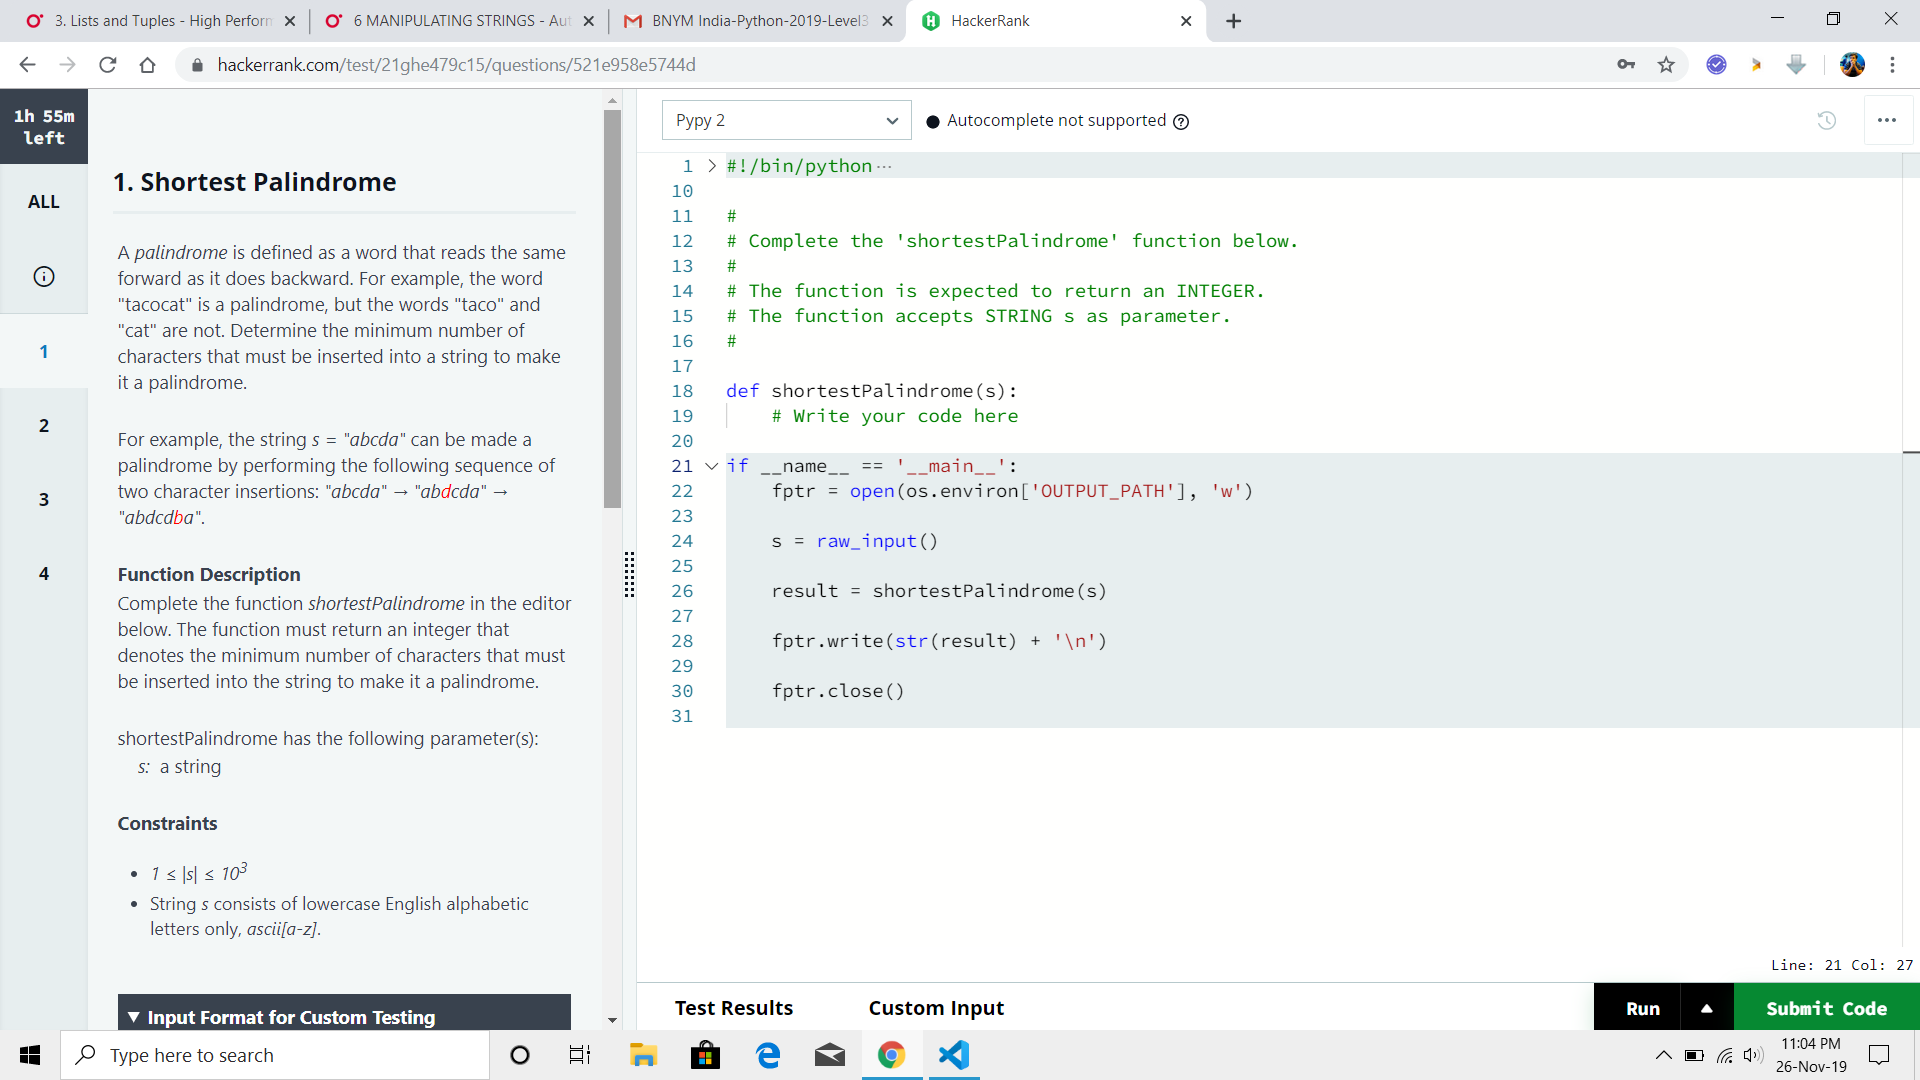 3. Lists and Tuples - High Perform
6 MANIPULATING STRINGS - Aut
BNYM India-Python-2019-Level3
HackerRank
hackerrank.com/test/21ghe479c15/questions/521e958e5744d
1h 55m
left
ALL
1
2
3
4
1. Shortest Palindrome
A palindrome is defined as a word that reads the same
forward as it does backward. For example, the word
"tacocat" is a palindrome, but the words "taco" and
"cat" are not. Determine the minimum number of
characters that must be inserted into a string to make
it a palindrome.
For example, the string s = "abcda" can be made a
palindrome by performing the following sequence of
two character insertions: "abcda" → "abdcda" →
"abdcdba".
Function Description
Complete the function shortestPalindrome in the editor
below. The function must return an integer that
denotes the minimum number of characters that must
be inserted into the string to make it a palindrome.
shortestPalindrome has the following parameter(s):
s: a string
Constraints
• 1 ≤ |s| ≤ 10³
• String s consists of lowercase English alphabetic
letters only, ascii[a-z].
▼ Input Format for Custom Testing
Pypy 2
Autocomplete not supported
1 #!/bin/python ···
10
11 #
12 # Complete the 'shortestPalindrome' function below.
13 #
14 # The function is expected to return an INTEGER.
15 # The function accepts STRING s as parameter.
16 #
17
18 def shortestPalindrome(s):
19     # Write your code here
20
21 if __name__ == '__main__':
22     fptr = open(os.environ['OUTPUT_PATH'], 'w')
23
24     s = raw_input()
25
26     result = shortestPalindrome(s)
27
28     fptr.write(str(result) + '\n')
29
30     fptr.close()
31
Line: 21 Col: 27
Test Results
Custom Input
Run
Submit Code
Type here to search
11:04 PM
26-Nov-19